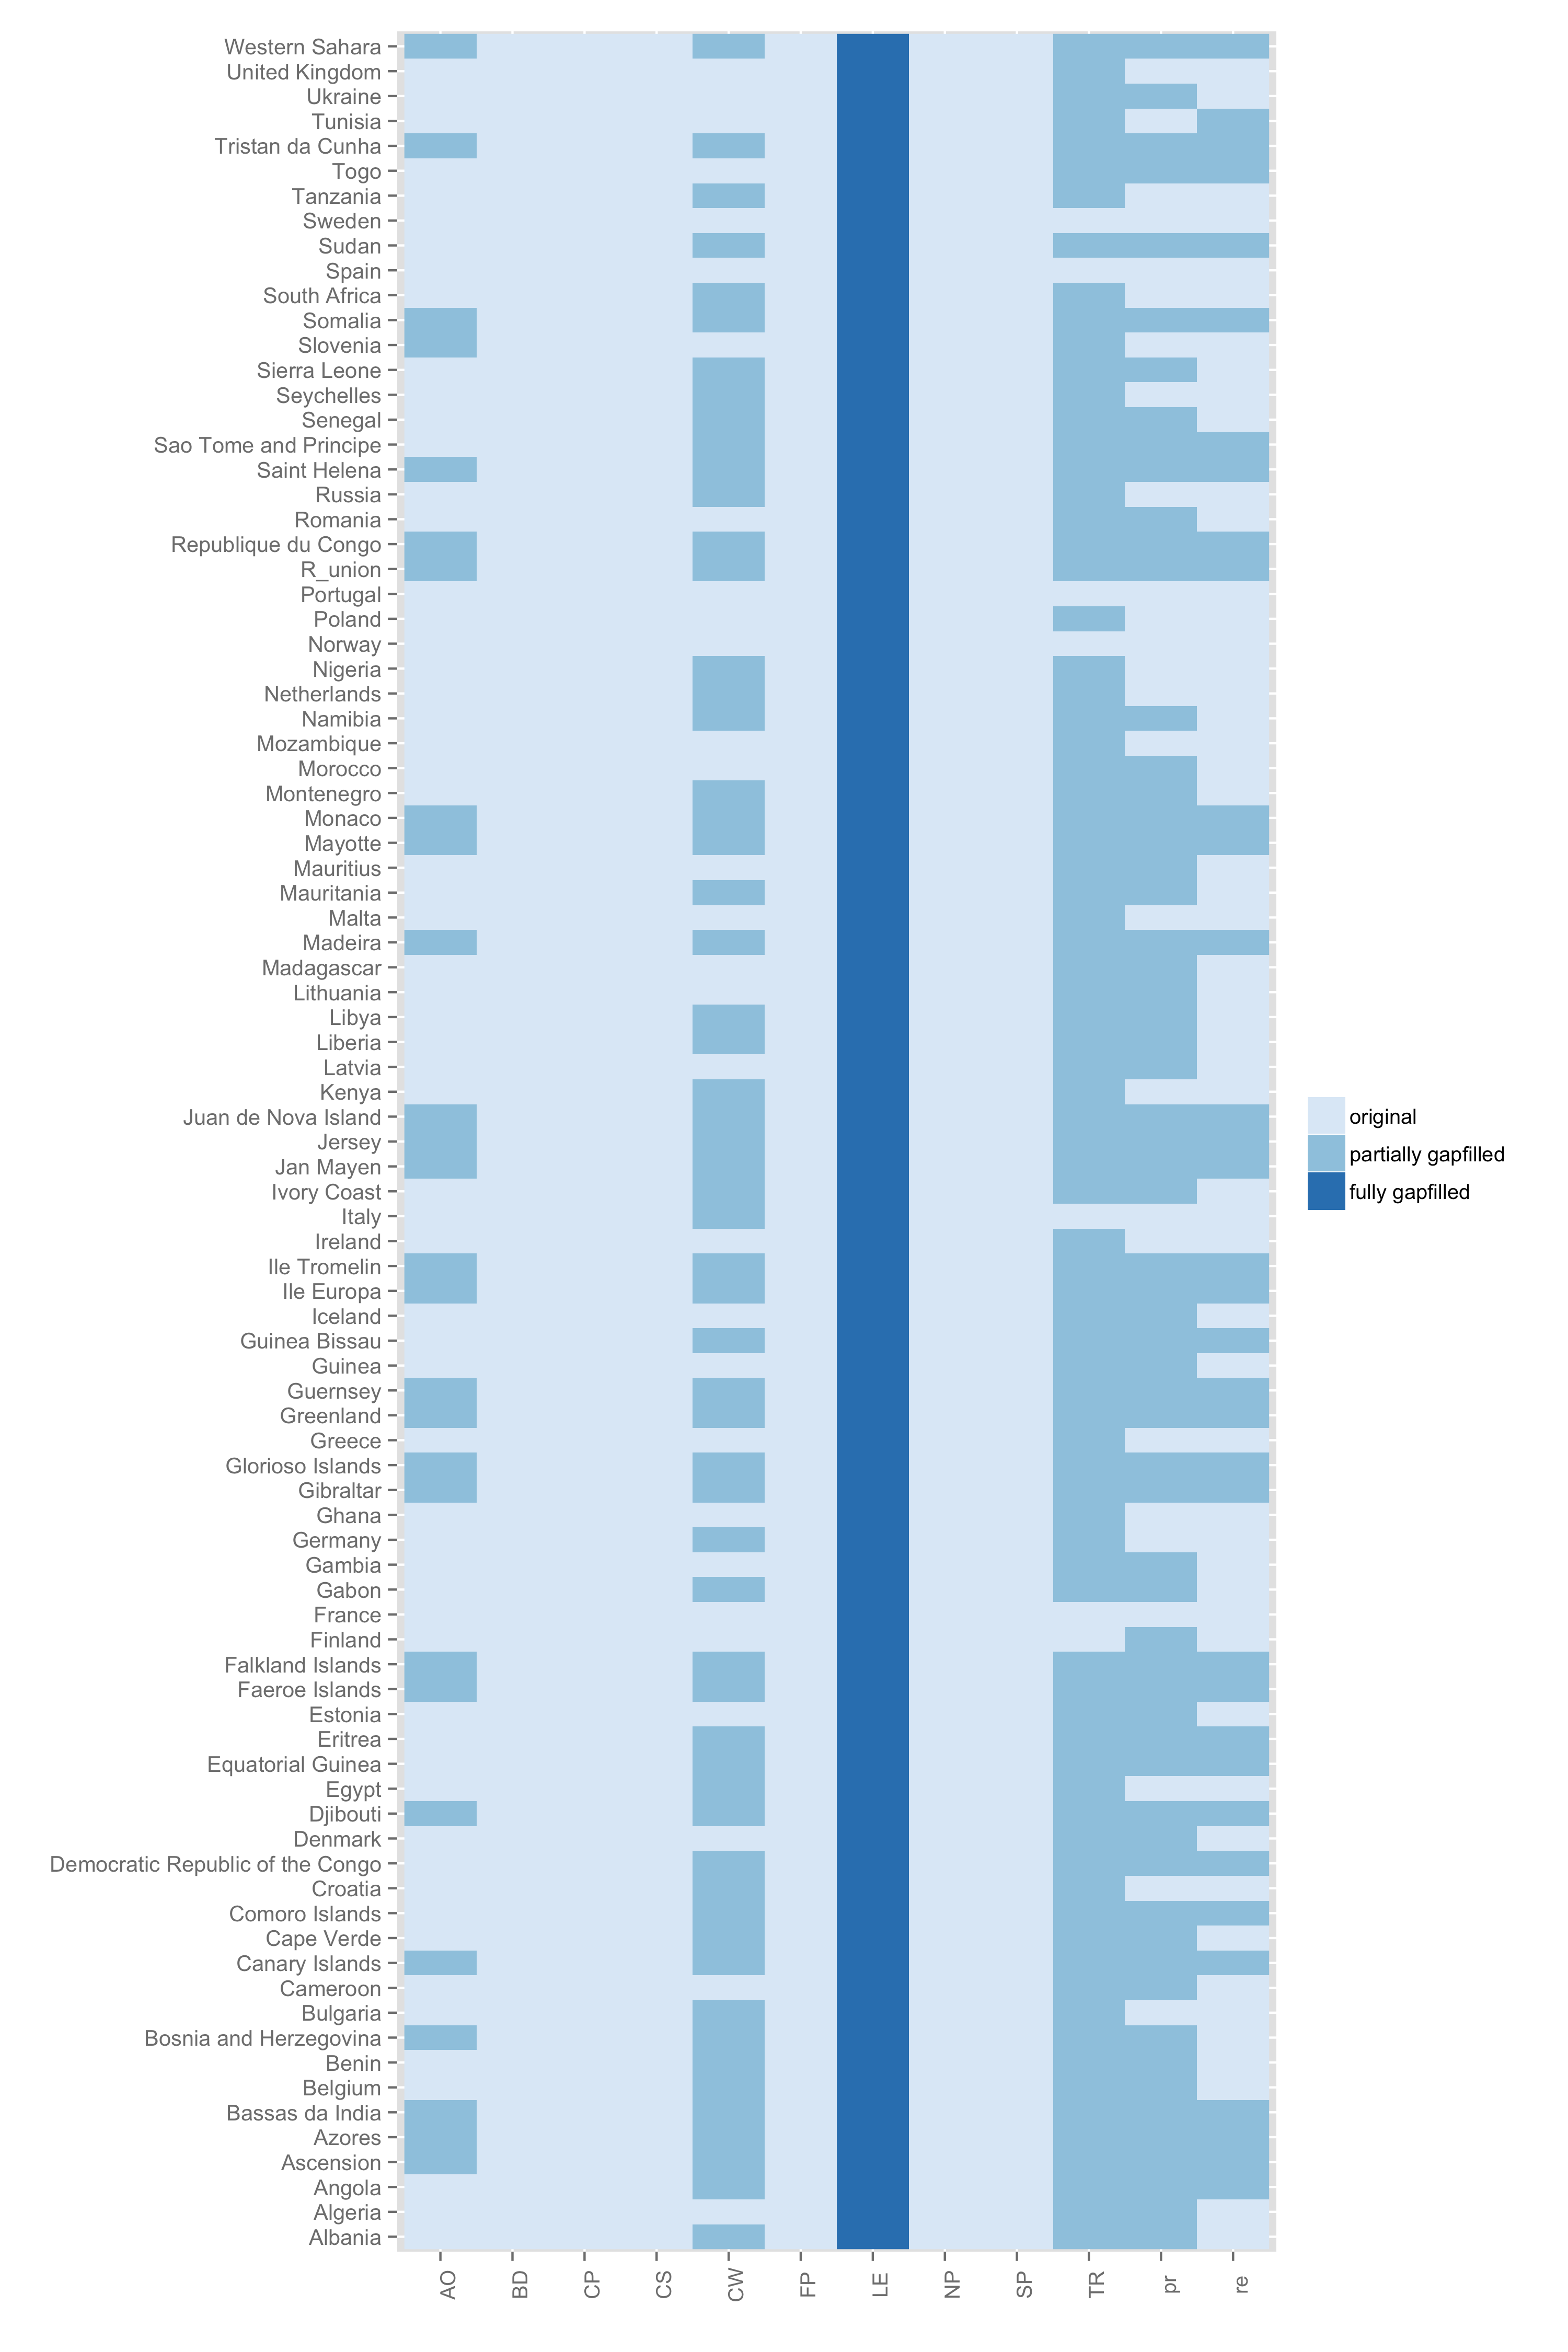 Western Sahara
United Kingdom
Ukraine
Tunisia
Tristan da Cunha
Togo
Tanzania
Sweden
Sudan
Spain
South Africa
Somalia
Slovenia
Sierra Leone
Seychelles
Senegal
Sao Tome and Principe
Saint Helena
Russia
Romania
Republique du Congo
R_union
Portugal
Poland
Norway
Nigeria
Netherlands
Namibia
Mozambique
Morocco
Montenegro
Monaco
Mayotte
Mauritius
Mauritania
Malta
Madeira
Madagascar
Lithuania
Libya
Liberia
Latvia
Kenya
Juan de Nova Island
Jersey
Jan Mayen
Ivory Coast
Italy
Ireland
Ile Tromelin
Ile Europa
Iceland
Guinea Bissau
Guinea
Guernsey
Greenland
Greece
Glorioso Islands
Gibraltar
Ghana
Germany
Gambia
Gabon
France
Finland
Falkland Islands
Faeroe Islands
Estonia
Eritrea
Equatorial Guinea
Egypt
Djibouti
Denmark
Democratic Republic of the Congo
Croatia
Comoro Islands
Cape Verde
Canary Islands
Cameroon
Bulgaria
Bosnia and Herzegovina
Benin
Belgium
Bassas da India
Azores
Ascension
Angola
Algeria
Albania
AO BD CP CS CW FP LE NP SP TR pr re
original
partially gapfilled
fully gapfilled